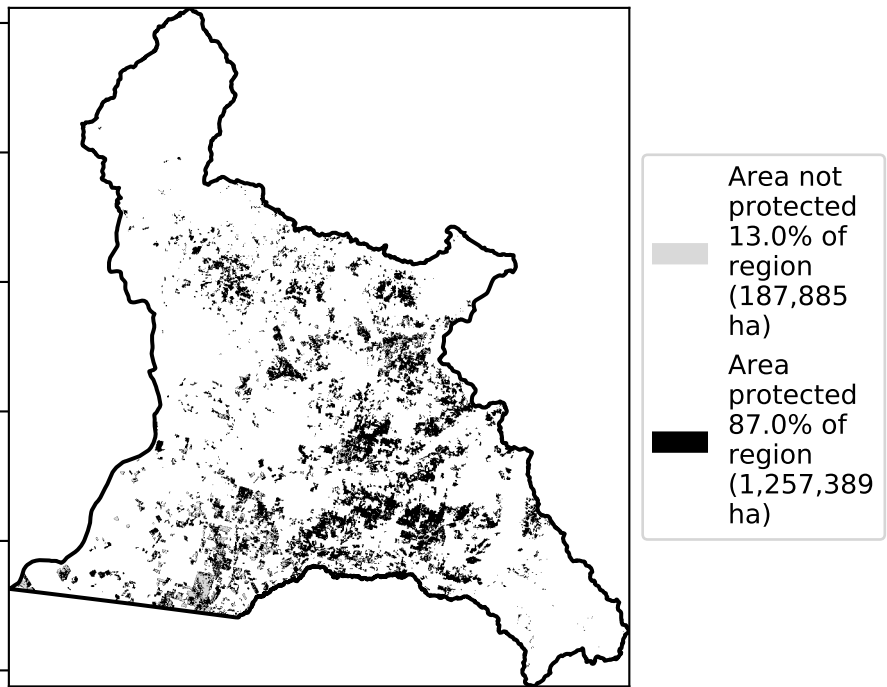 Area not
protected
13.0% of
region
(187,885
ha)
Area
protected
87.0% of
region
(1,257,389
ha)